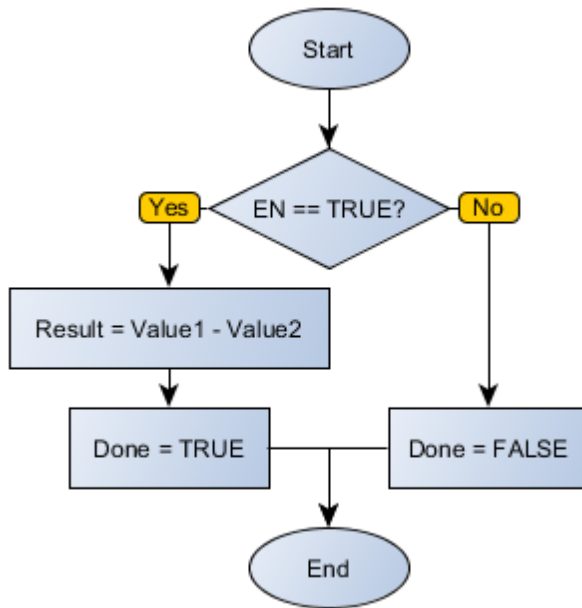 Start
EN == TRUE?
Yes
No
Result = Value1 - Value2
Done = TRUE
Done = FALSE
End